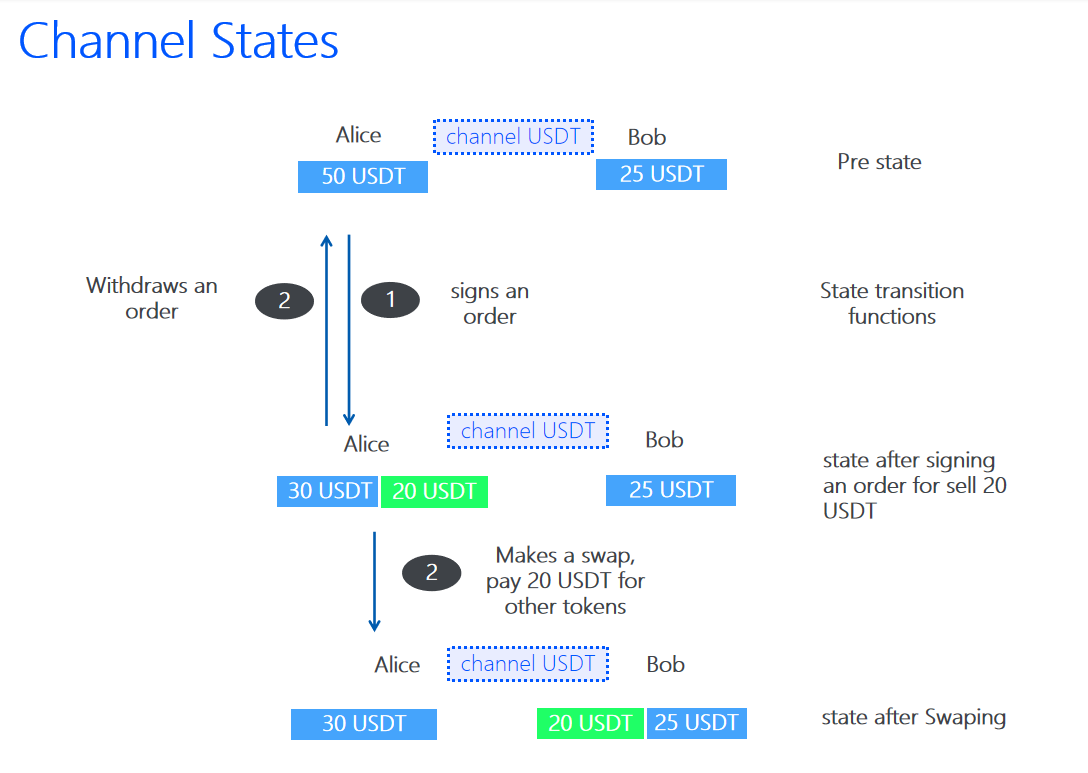 Channel States
Alice
channel USDT
Bob
50 USDT
25 USDT
Pre state
Withdraws an
order
2
1
signs an
order
State transition
functions
Alice
channel USDT
Bob
30 USDT
20 USDT
25 USDT
state after signing
an order for sell 20
USDT
2
Makes a swap,
pay 20 USDT for
other tokens
Alice
channel USDT
Bob
30 USDT
20 USDT
25 USDT
state after Swaping